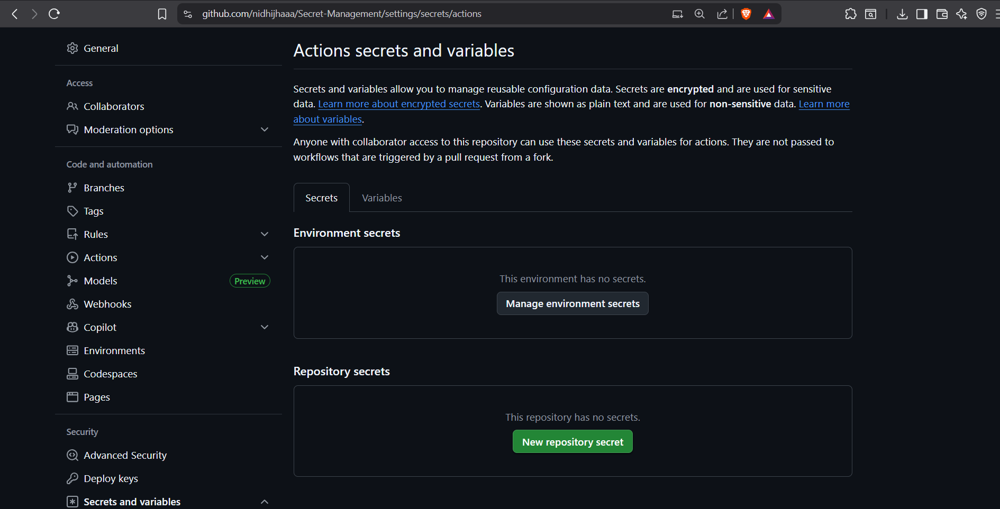 github.com/nidhijhaaa/Secret-Management/settings/secrets/actions
General
Access
Collaborators
Moderation options
Code and automation
Branches
Tags
Rules
Actions
Models Preview
Webhooks
Copilot
Environments
Codespaces
Pages
Security
Advanced Security
Deploy keys
Secrets and variables
Actions secrets and variables
Secrets and variables allow you to manage reusable configuration data. Secrets are encrypted and are used for sensitive
data. Learn more about encrypted secrets. Variables are shown as plain text and are used for non-sensitive data. Learn more
about variables.
Anyone with collaborator access to this repository can use these secrets and variables for actions. They are not passed to
workflows that are triggered by a pull request from a fork.
Secrets Variables
Environment secrets
This environment has no secrets.
Manage environment secrets
Repository secrets
This repository has no secrets.
New repository secret